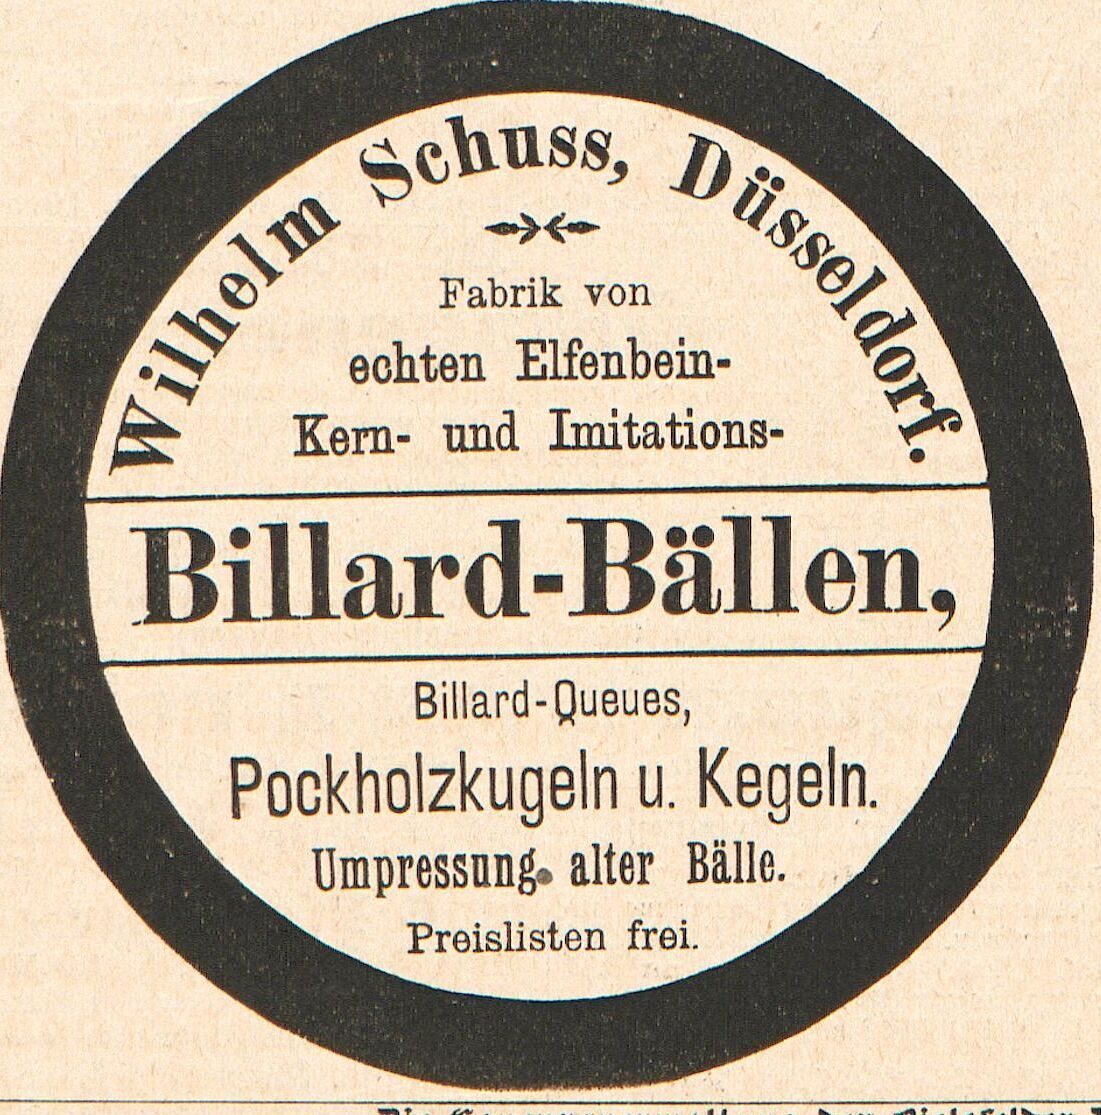 Wilhelm Schuss, Düsseldorf.
Fabrik von
echten Elfenbein-
Kern- und Imitations-
Billard-Bällen,
Billard-Queues,
Pockholzkugeln u. Kegeln.
Umpressung alter Bälle.
Preislisten frei.